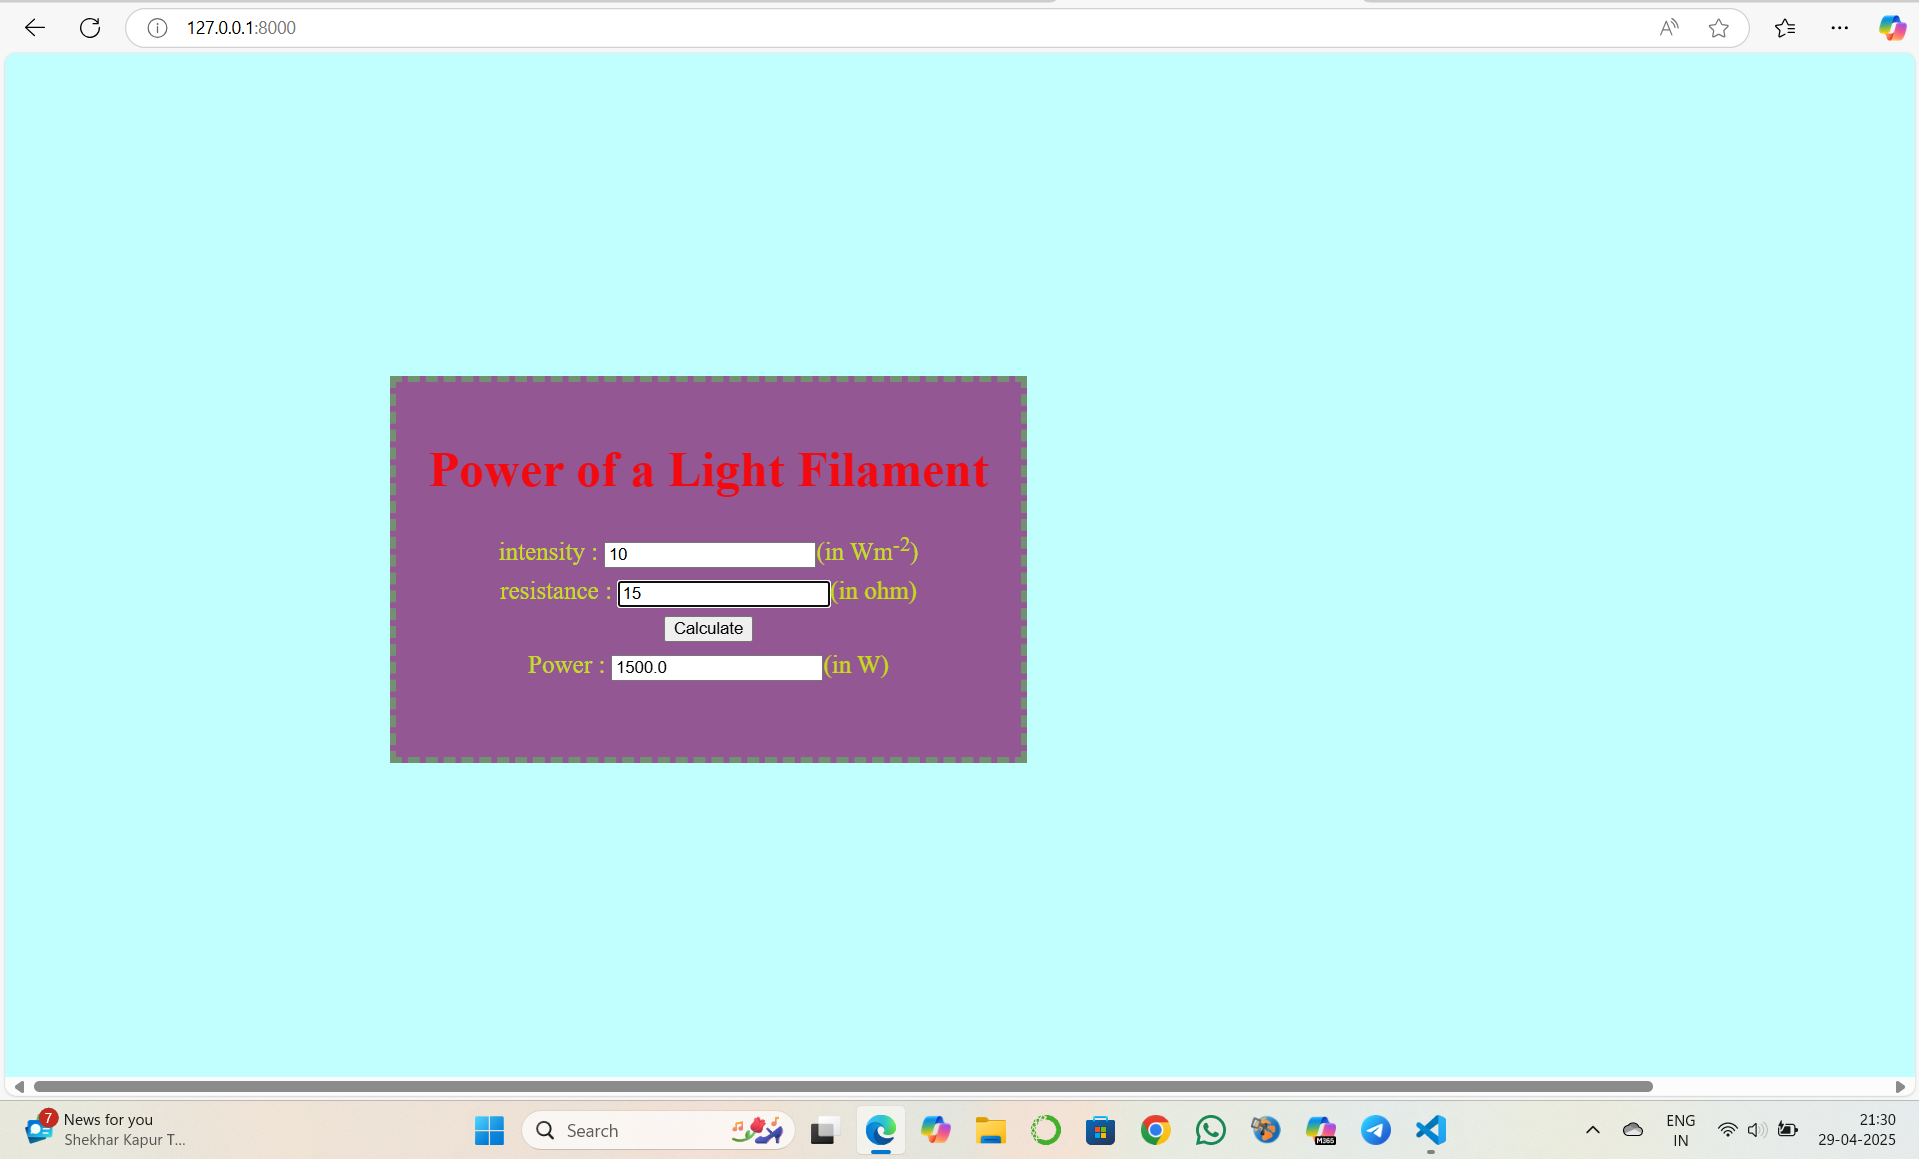 127.0.0.1:8000
Power of a Light Filament
intensity : 10 (in Wm-2)
resistance : 15 (in ohm)
Calculate
Power : 1500.0 (in W)
7
News for you
Shekhar Kapur T...
Search
M365
ENG
IN
21:30
29-04-2025